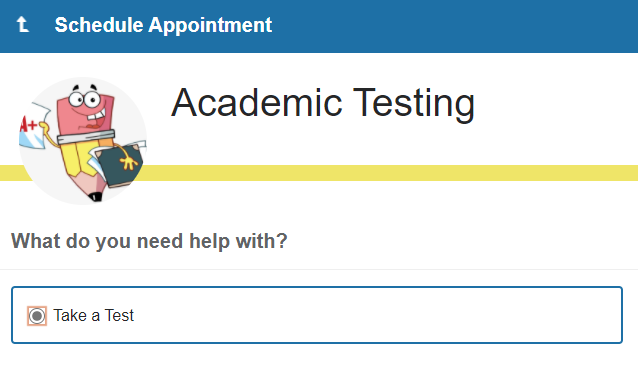 Schedule Appointment
Academic Testing
A+
What do you need help with?
Take a Test